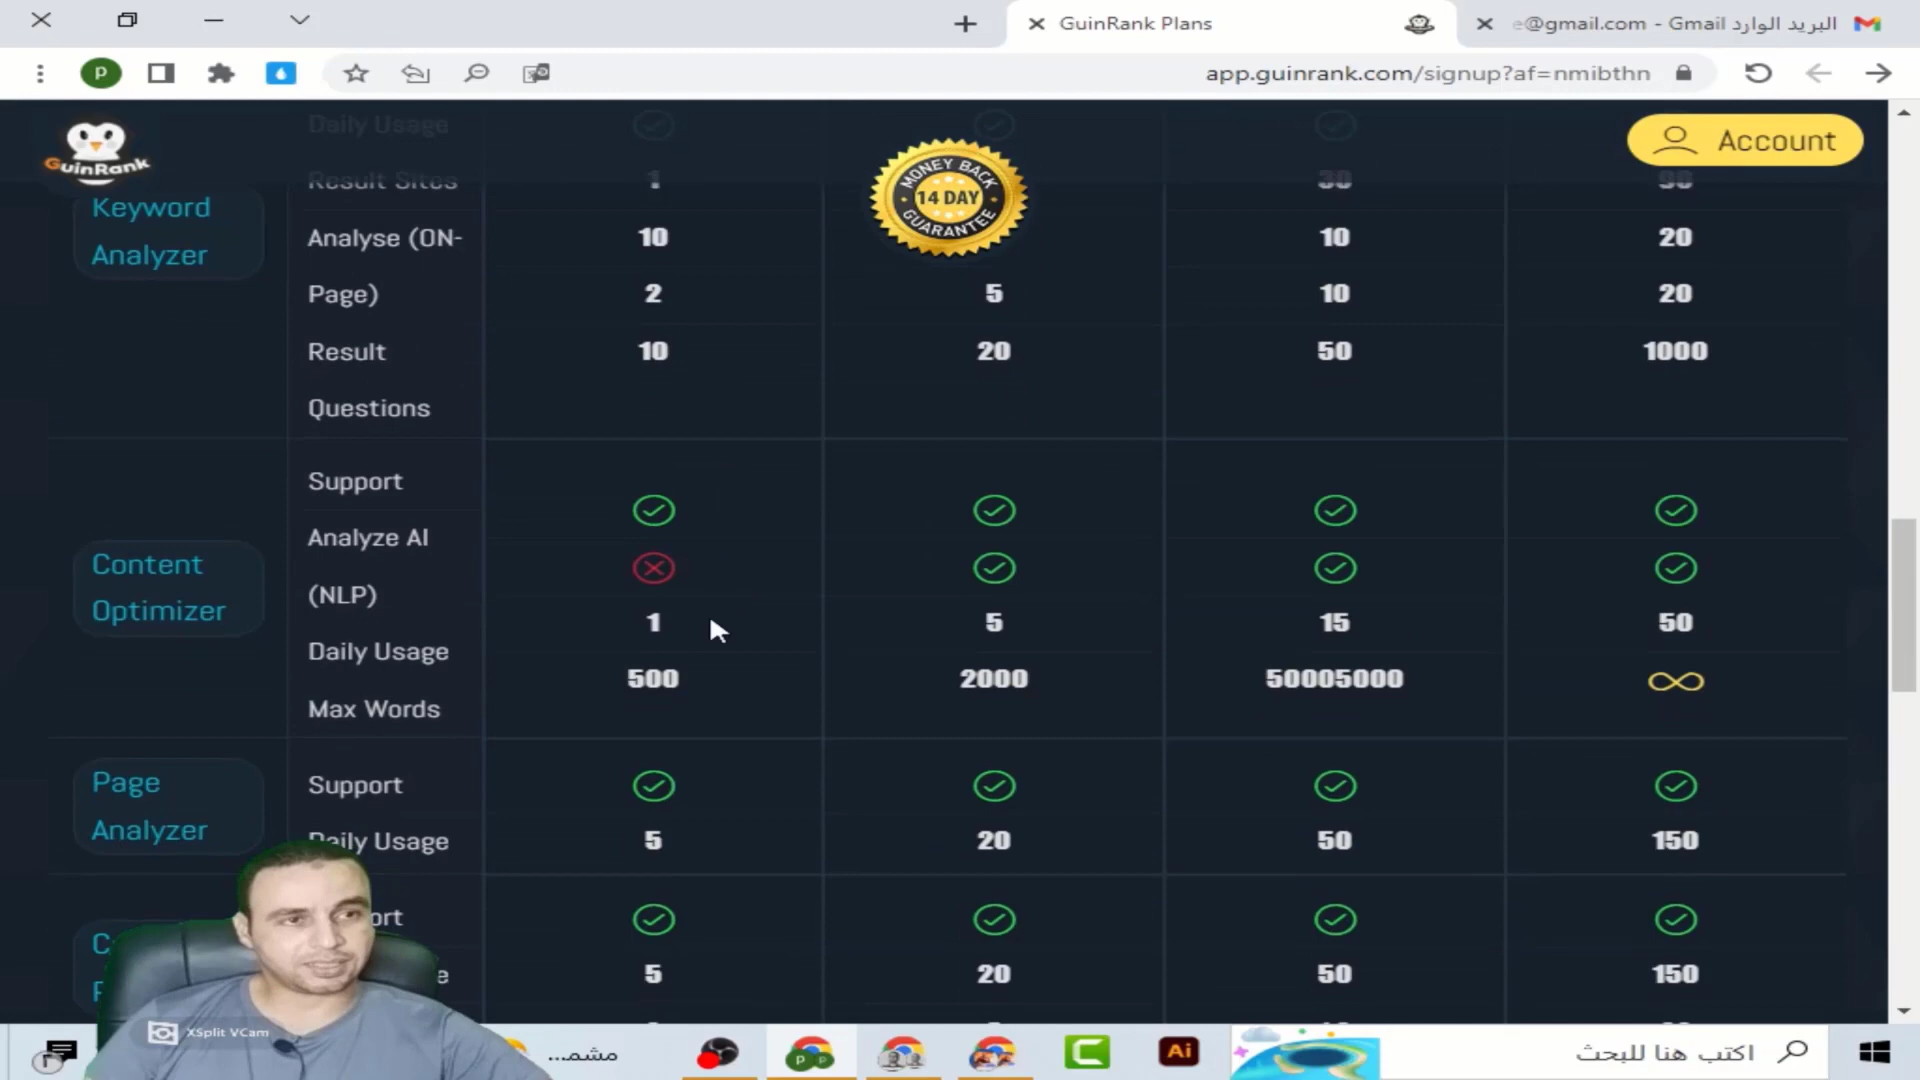 GuinRank Plans
e@gmail.com - Gmail البريد الوارد
P
app.guinrank.com/signup?af=nmibthn
GuinRank
Account
MONEY BACK
14 DAY
GUARANTEE
Daily Usage
Result Sites 1 30 90
Keyword
Analyzer
Analyse (ON- 10 10 20
Page) 2 5 10 20
Result 10 20 50 1000
Questions
Content
Optimizer
Support
Analyze AI
(NLP)
1 5 15 50
Daily Usage
500 2000 50005000 ∞
Max Words
Page
Analyzer
Support
Daily Usage 5 20 50 150
5 20 50 150
XSplit VCam
مشم...
Ai
اكتب هنا للبحث